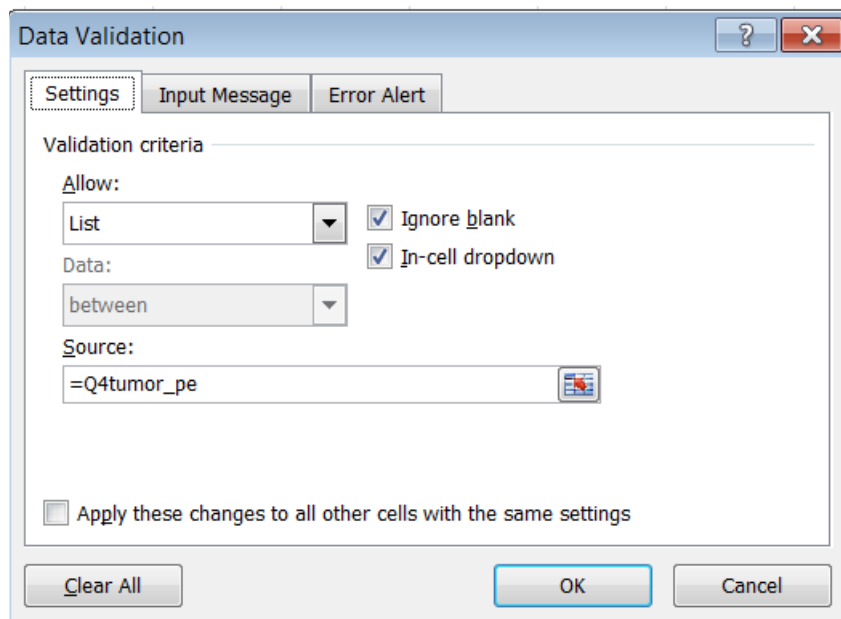 Data Validation
Settings
Input Message
Error Alert
Validation criteria
Allow:
List
Ignore blank
Data:
In-cell dropdown
between
Source:
=Q4tumor_pe
Apply these changes to all other cells with the same settings
Clear All
OK
Cancel